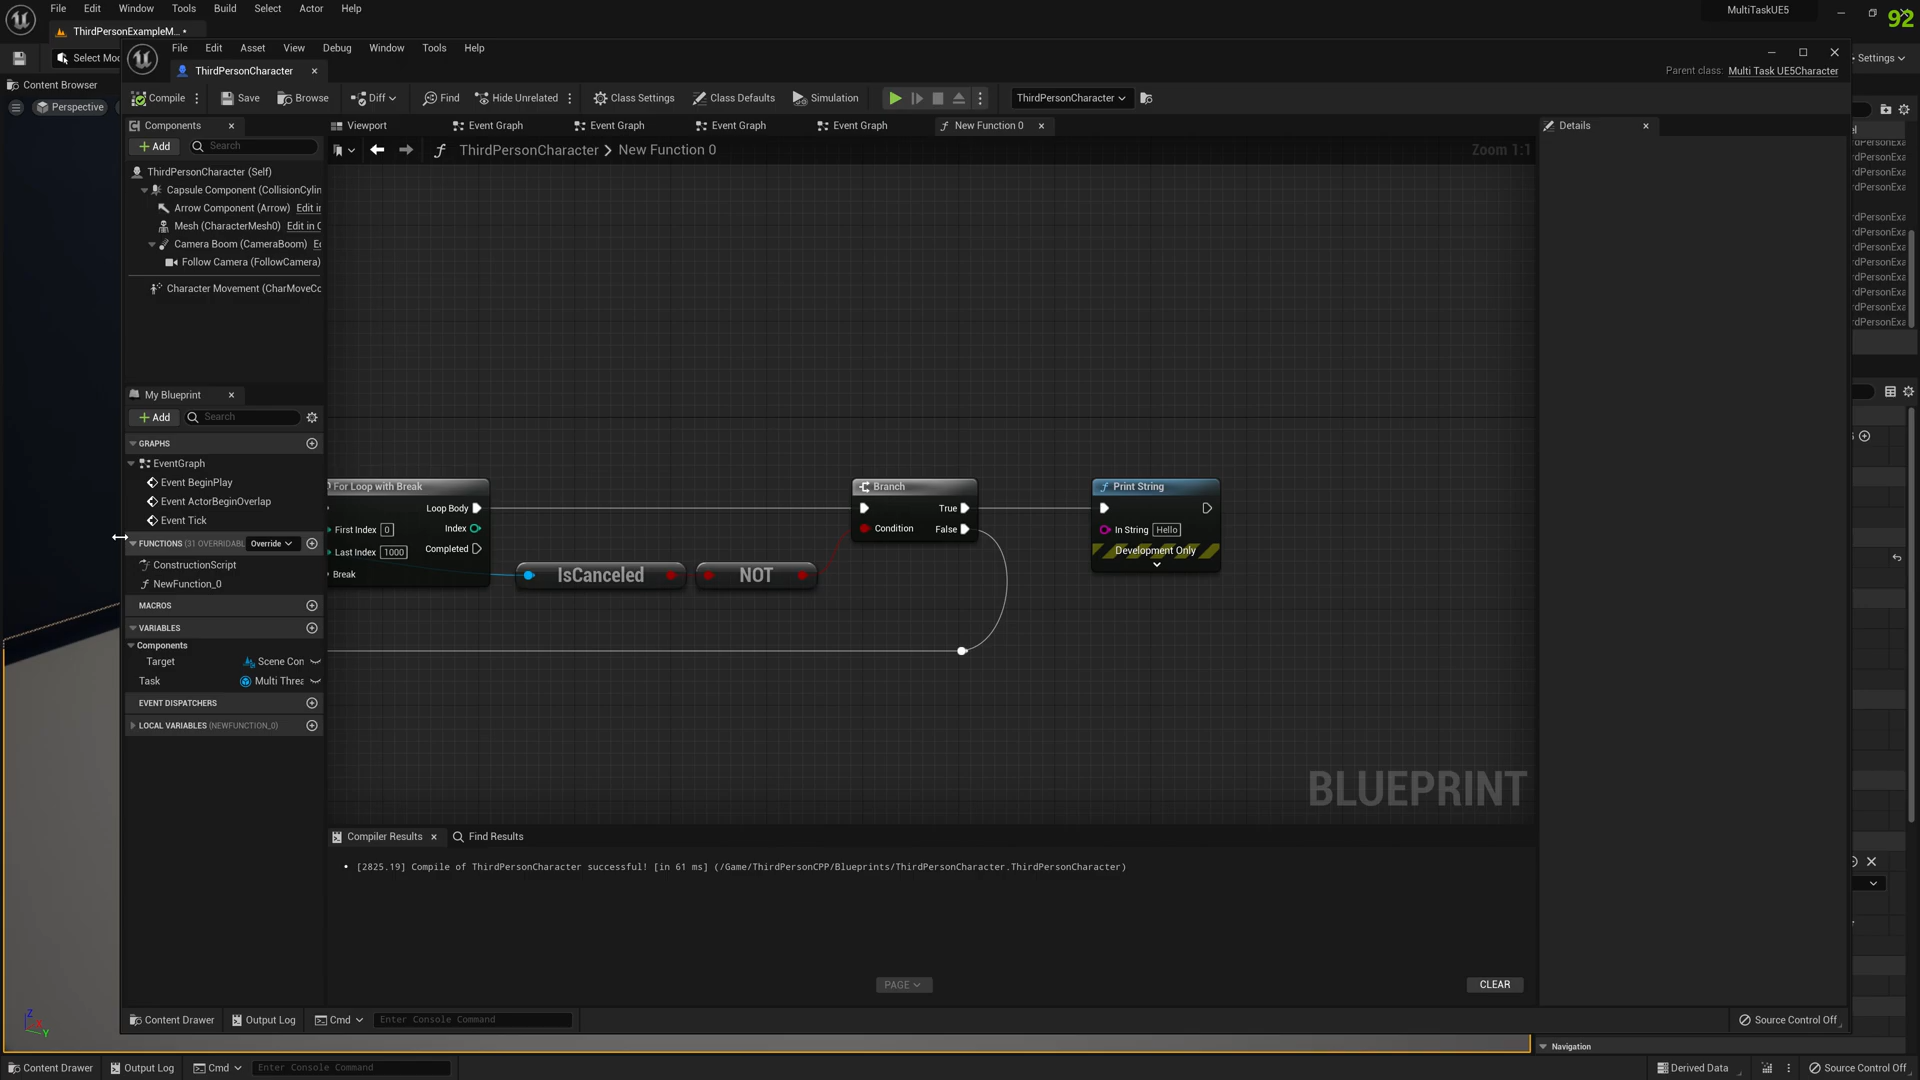 File Edit Window Tools Build Select Actor Help
MultiTaskUE5
92
ThirdPersonExampleM... •
Select Mod
Settings
Content Browser
Perspective
File Edit Asset View Debug Window Tools Help
ThirdPersonCharacter
Parent class: Multi Task UE5Character
Compile Save Browse Diff Find Hide Unrelated Class Settings Class Defaults Simulation ThirdPersonCharacter
Components
Viewport Event Graph Event Graph Event Graph Event Graph New Function 0
Details
Add Search
ThirdPersonCharacter > New Function 0
Zoom 1:1
ThirdPersonCharacter (Self)
Capsule Component (CollisionCylin
Arrow Component (Arrow) Edit in
Mesh (CharacterMesh0) Edit in C
Camera Boom (CameraBoom)
Follow Camera (FollowCamera)
Character Movement (CharMoveCo
My Blueprint
Add Search
GRAPHS
EventGraph
Event BeginPlay
Event ActorBeginOverlap
Event Tick
FUNCTIONS (31 OVERRIDABL Override
ConstructionScript
NewFunction_0
MACROS
VARIABLES
Components
Target Scene Con
Task Multi Threa
EVENT DISPATCHERS
LOCAL VARIABLES (NEWFUNCTION_0)
For Loop with Break
Loop Body
First Index 0
Index
Last Index 1000
Completed
Break
IsCanceled
NOT
Branch
True
Condition
False
Print String
In String Hello
Development Only
BLUEPRINT
Compiler Results Find Results
• [2825.19] Compile of ThirdPersonCharacter successful! [in 61 ms] (/Game/ThirdPersonCPP/Blueprints/ThirdPersonCharacter.ThirdPersonCharacter)
PAGE
CLEAR
Content Drawer Output Log Cmd Enter Console Command
Source Control Off
Navigation
Content Drawer Output Log Cmd Enter Console Command
Derived Data Source Control Off